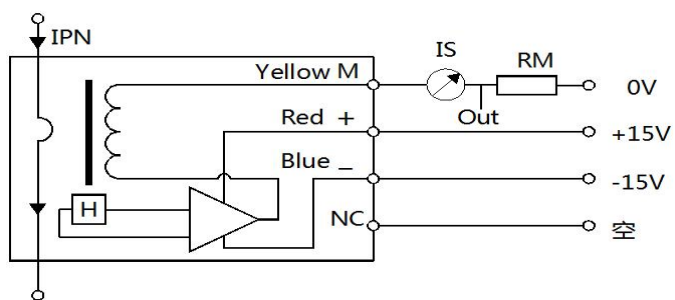 IPN
IS
RM
Yellow M
0V
Out
Red +
+15V
Blue _
-15V
H
NC
空